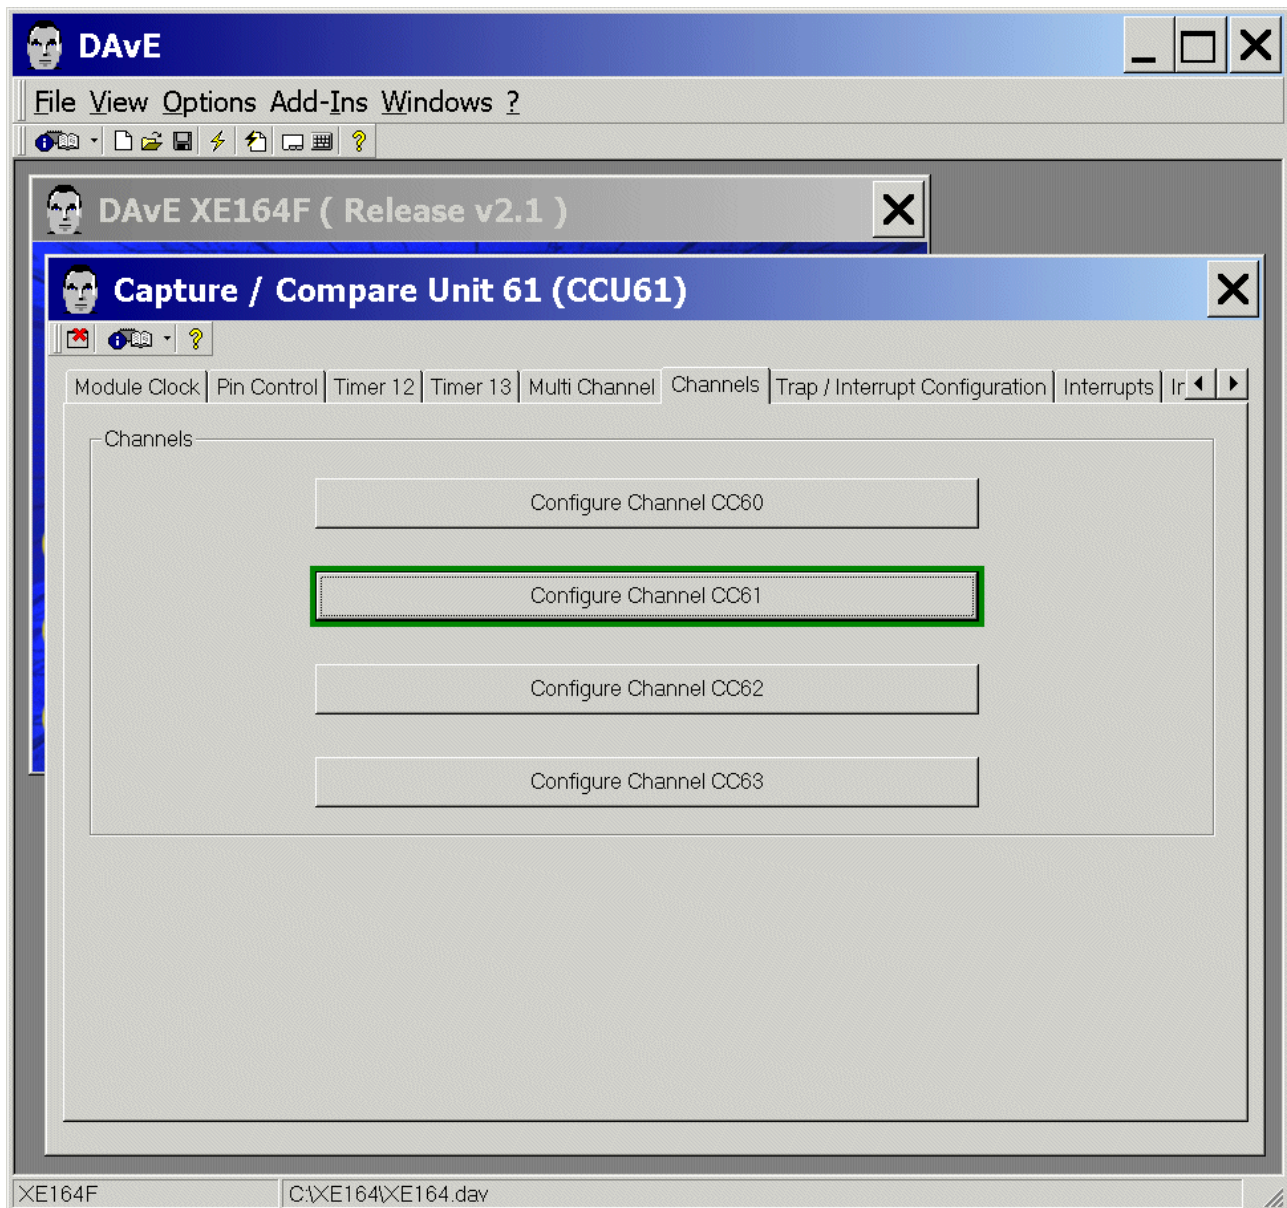 DAvE
File View Options Add-Ins Windows ?
DAvE XE164F ( Release v2.1 )
Capture / Compare Unit 61 (CCU61)
Module Clock Pin Control Timer 12 Timer 13 Multi Channel Channels Trap / Interrupt Configuration Interrupts
Channels
Configure Channel CC60
Configure Channel CC61
Configure Channel CC62
Configure Channel CC63
XE164F C:\XE164\XE164.dav